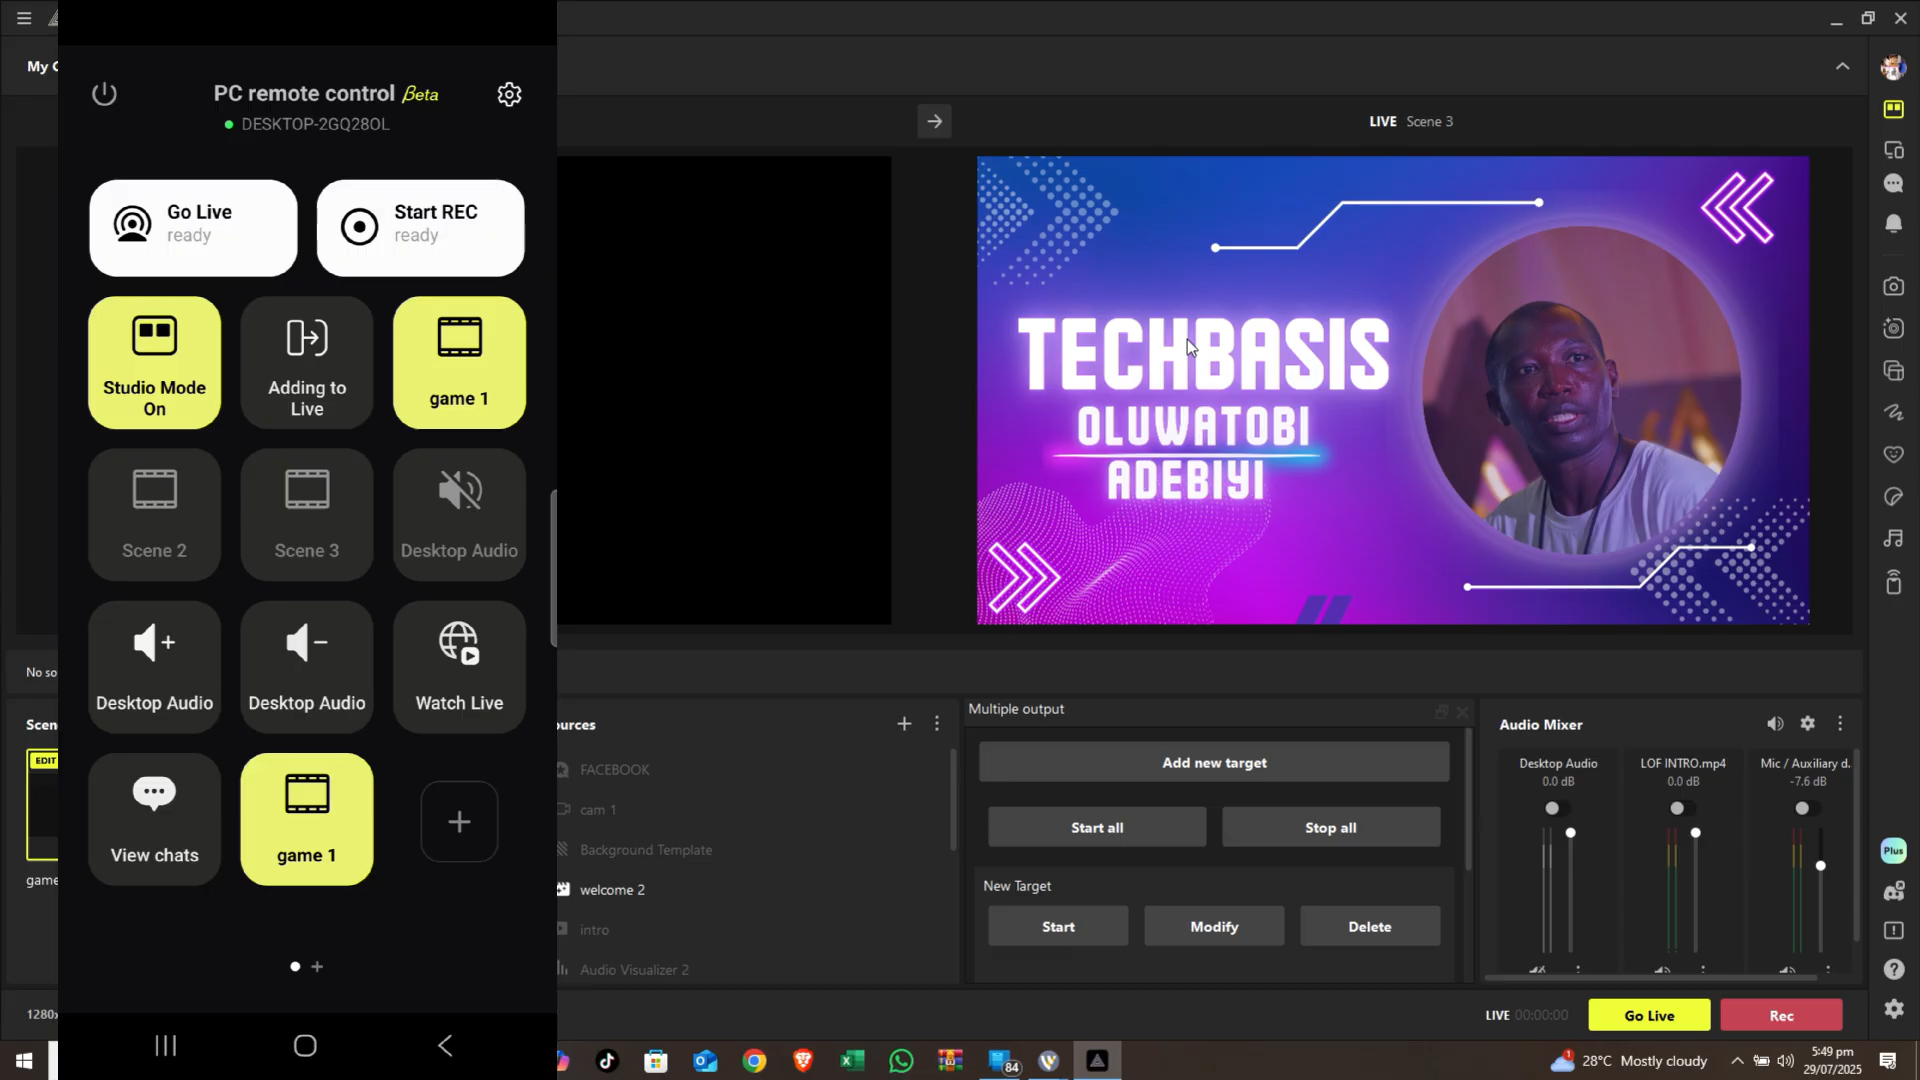 My C
PC remote control βeta
DESKTOP-2GQ28OL
Go Live
ready
Start REC
ready
Studio Mode
On
Adding to
Live
game 1
Scene 2
Scene 3
Desktop Audio
Desktop Audio
Desktop Audio
Watch Live
View chats
game 1
LIVE Scene 3
TECHBASIS
OLUWATOBI
ADEBIYI
No so
Scen
EDIT
game
1280x
ources
FACEBOOK
cam 1
Background Template
welcome 2
intro
Audio Visualizer 2
Multiple output
Add new target
Start all
Stop all
New Target
Start
Modify
Delete
Audio Mixer
Desktop Audio
0.0 dB
LOF INTRO.mp4
0.0 dB
Mic / Auxiliary d.
-7.6 dB
Plus
LIVE 00:00:00
Go Live
Rec
84
1
28°C Mostly cloudy
5:49 pm
29/07/2025